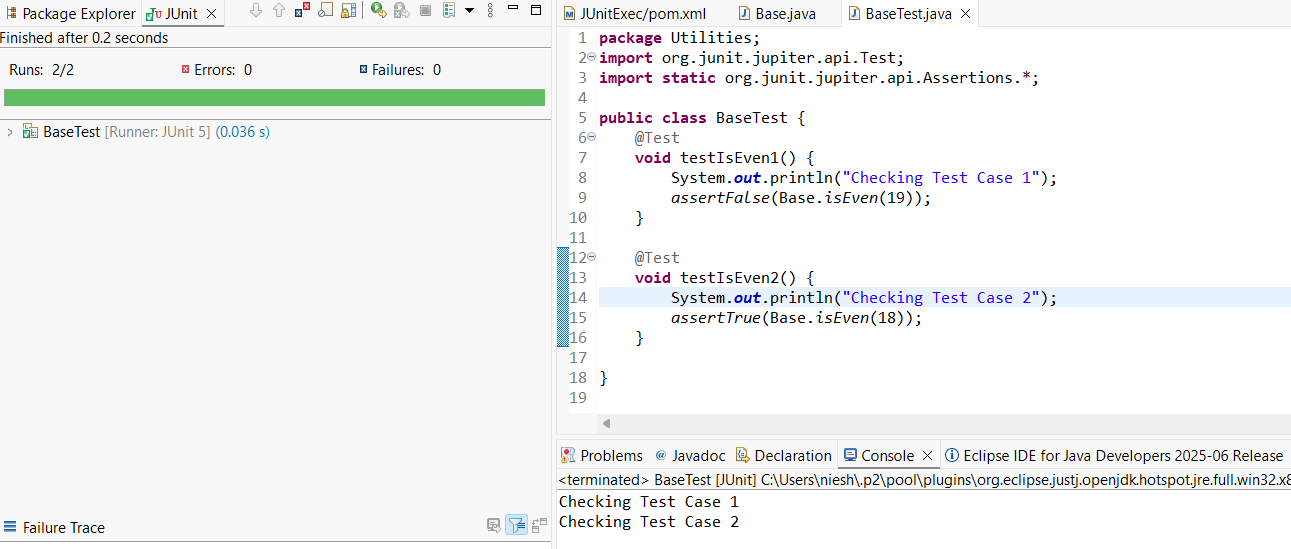 Package Explorer JUnit
Finished after 0.2 seconds
Runs: 2/2 Errors: 0 Failures: 0
BaseTest [Runner: JUnit 5] (0.036 s)
Failure Trace
JUnitExec/pom.xml Base.java BaseTest.java
1 package Utilities;
2 import org.junit.jupiter.api.Test;
3 import static org.junit.jupiter.api.Assertions.*;
4
5 public class BaseTest {
6 @Test
7 void testIsEven1() {
8 System.out.println("Checking Test Case 1");
9 assertFalse(Base.isEven(19));
10 }
11
12 @Test
13 void testIsEven2() {
14 System.out.println("Checking Test Case 2");
15 assertTrue(Base.isEven(18));
16 }
17
18 }
19
Problems Javadoc Declaration Console Eclipse IDE for Java Developers 2025-06 Release
<terminated> BaseTest [JUnit] C:\Users\niesh\.p2\pool\plugins\org.eclipse.justj.openjdk.hotspot.jre.full.win32.x8
Checking Test Case 1
Checking Test Case 2